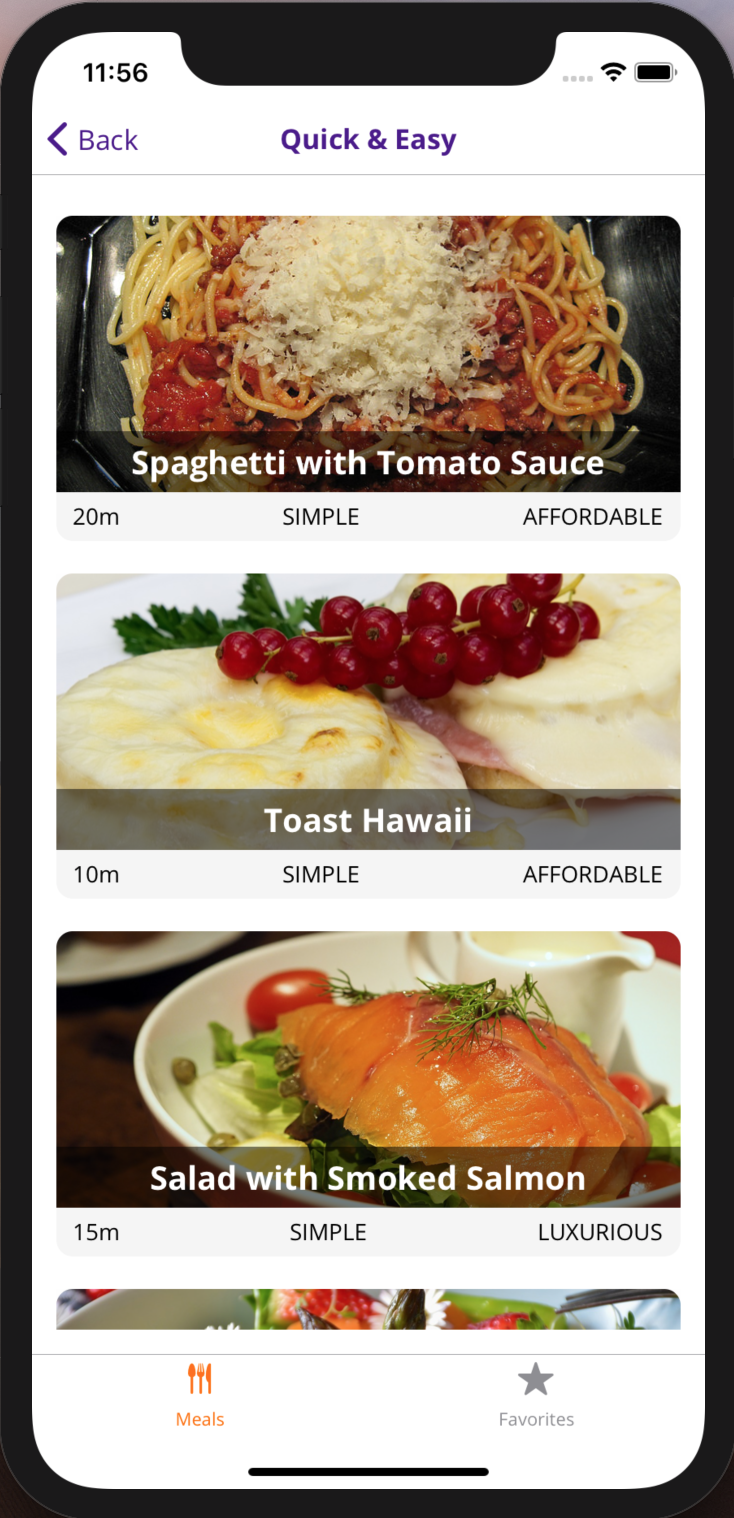 11:56
Back
Quick & Easy
Spaghetti with Tomato Sauce
20m SIMPLE AFFORDABLE
Toast Hawaii
10m SIMPLE AFFORDABLE
Salad with Smoked Salmon
15m SIMPLE LUXURIOUS
Meals
Favorites